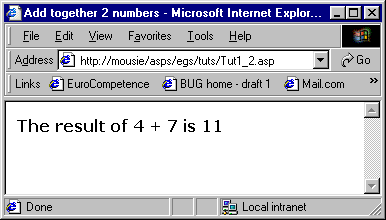 Add together 2 numbers - Microsoft Internet Explor...
File Edit View Favorites Tools Help
Address http://mousie/asps/egs/tuts/Tut1_2.asp Go
Links EuroCompetence BUG home - draft 1 Mail.com
The result of 4 + 7 is 11
Done Local intranet